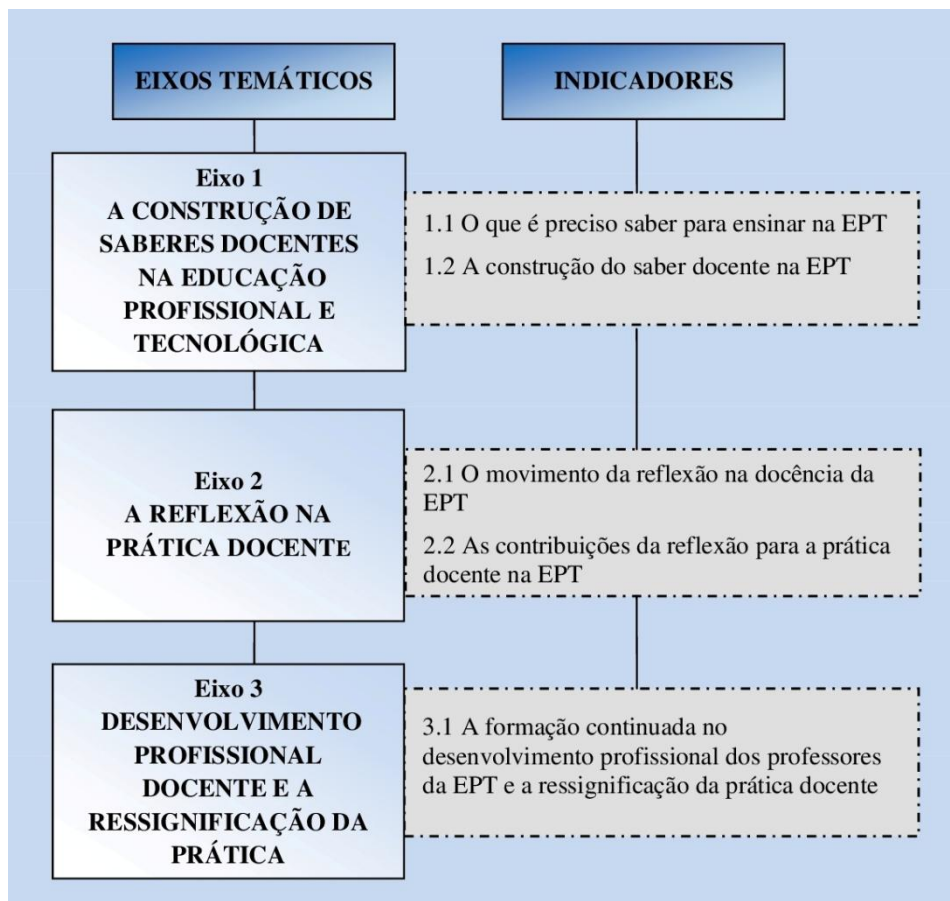 EIXOS TEMÁTICOS
INDICADORES
Eixo 1
A CONSTRUÇÃO DE
SABERES DOCENTES
NA EDUCAÇÃO
PROFISSIONAL E
TECNOLÓGICA
1.1 O que é preciso saber para ensinar na EPT
1.2 A construção do saber docente na EPT
Eixo 2
A REFLEXÃO NA
PRÁTICA DOCENTE
2.1 O movimento da reflexão na docência da
EPT
2.2 As contribuições da reflexão para a prática
docente na EPT
Eixo 3
DESENVOLVIMENTO
PROFISSIONAL
DOCENTE E A
RESSIGNIFICAÇÃO DA
PRÁTICA
3.1 A formação continuada no
desenvolvimento profissional dos professores
da EPT e a ressignificação da prática docente